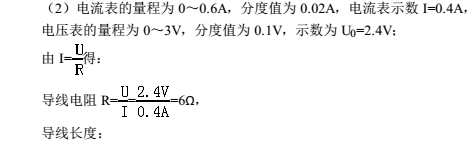 （2）电流表的量程为 0～0.6A，分度值为 0.02A，电流表示数 I=0.4A，
电压表的量程为 0～3V，分度值为 0.1V，示数为 U₀=2.4V；
由 I=U/R得：
导线电阻 R=U/I=2.4V/0.4A=6Ω，
导线长度：